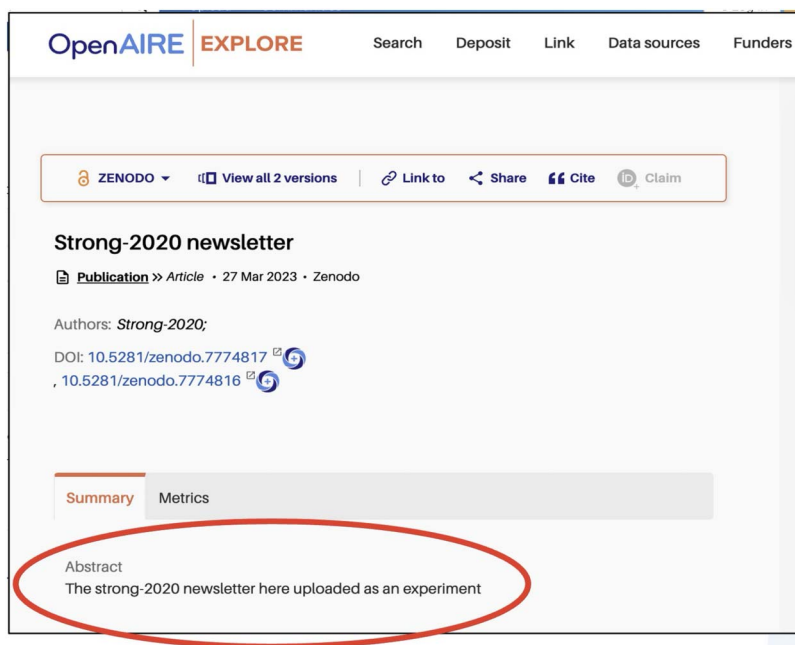 OpenAIRE EXPLORE Search Deposit Link Data sources Funders
ZENODO View all 2 versions Link to Share Cite iD Claim
Strong-2020 newsletter
Publication » Article • 27 Mar 2023 • Zenodo
Authors: Strong-2020;
DOI: 10.5281/zenodo.7774817
, 10.5281/zenodo.7774816
Summary Metrics
Abstract
The strong-2020 newsletter here uploaded as an experiment